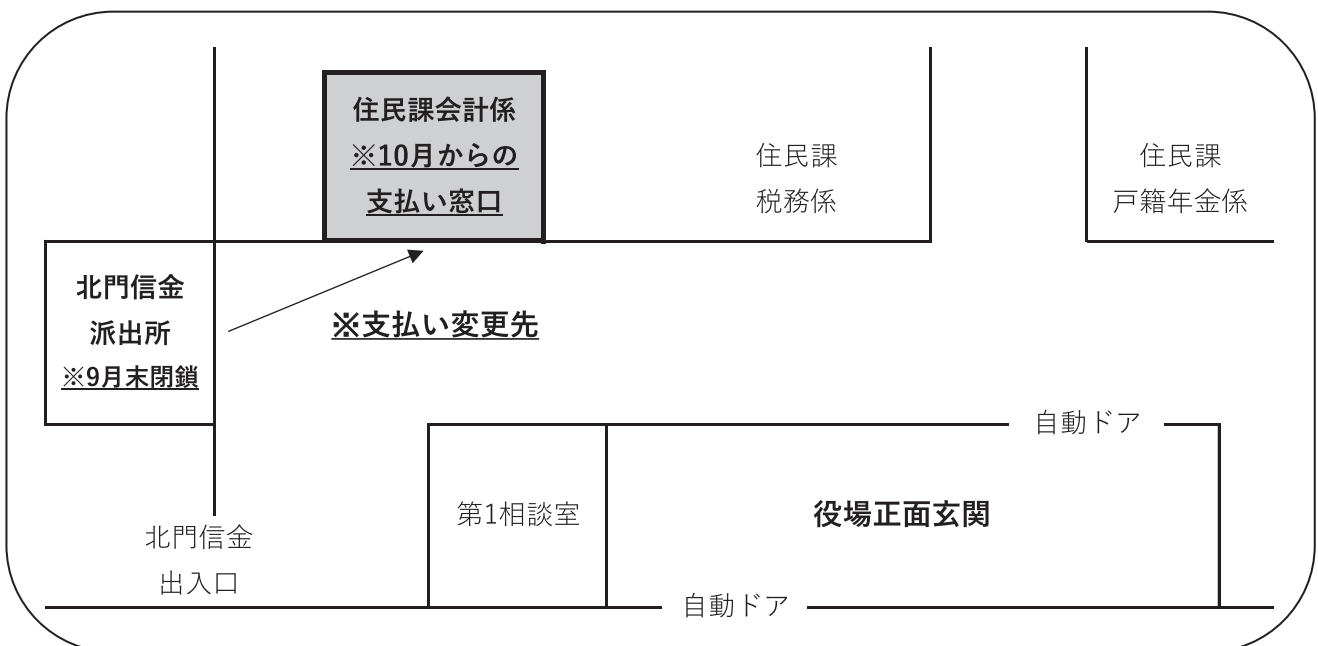 住民課会計係
※10月からの
支払い窓口
住民課
税務係
住民課
戸籍年金係
北門信金
派出所
※9月末閉鎖
※支払い変更先
自動ドア
第1相談室
役場正面玄関
北門信金
出入口
自動ドア